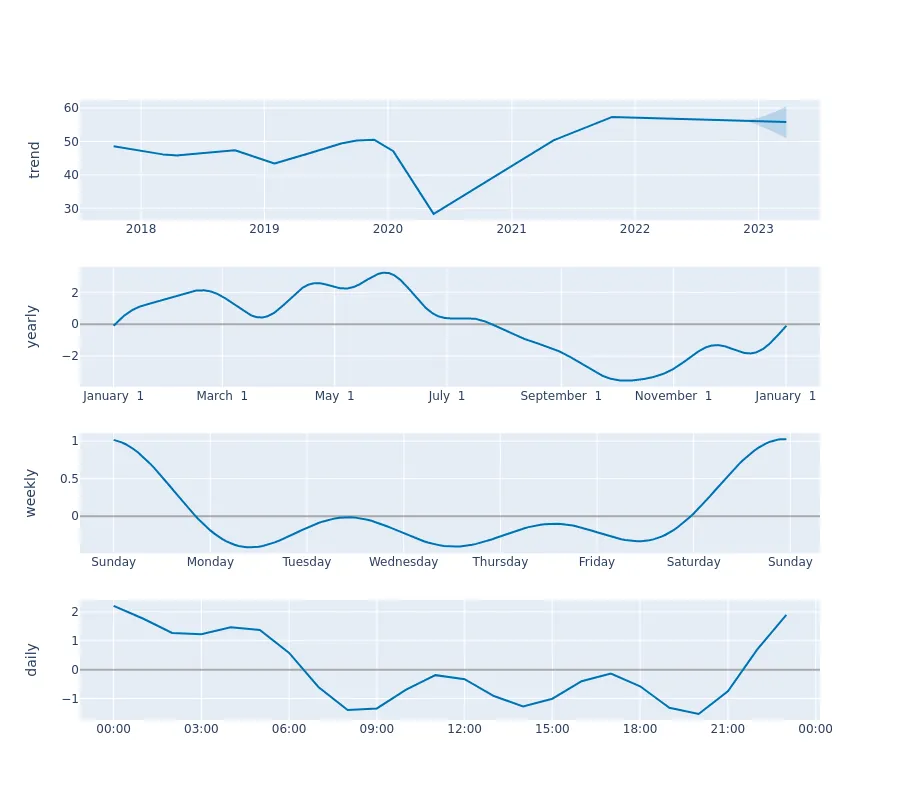 trend
60
50
40
30
2018 2019 2020 2021 2022 2023
yearly
2
0
−2
January 1 March 1 May 1 July 1 September 1 November 1 January 1
weekly
1
0.5
0
Sunday Monday Tuesday Wednesday Thursday Friday Saturday Sunday
daily
2
1
0
−1
00:00 03:00 06:00 09:00 12:00 15:00 18:00 21:00 00:00